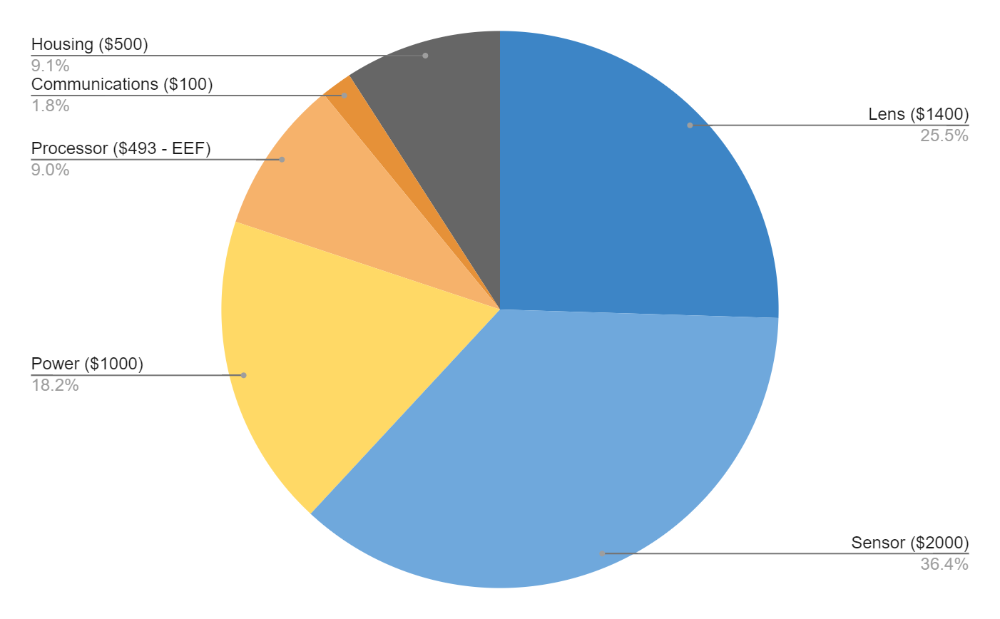 Housing ($500)
9.1%
Communications ($100)
1.8%
Processor ($493 - EEF)
9.0%
Power ($1000)
18.2%
Lens ($1400)
25.5%
Sensor ($2000)
36.4%